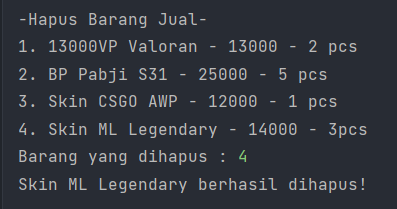 -Hapus Barang Jual-
1. 13000VP Valoran - 13000 - 2 pcs
2. BP Pabji S31 - 25000 - 5 pcs
3. Skin CSGO AWP - 12000 - 1 pcs
4. Skin ML Legendary - 14000 - 3pcs
Barang yang dihapus : 4
Skin ML Legendary berhasil dihapus!